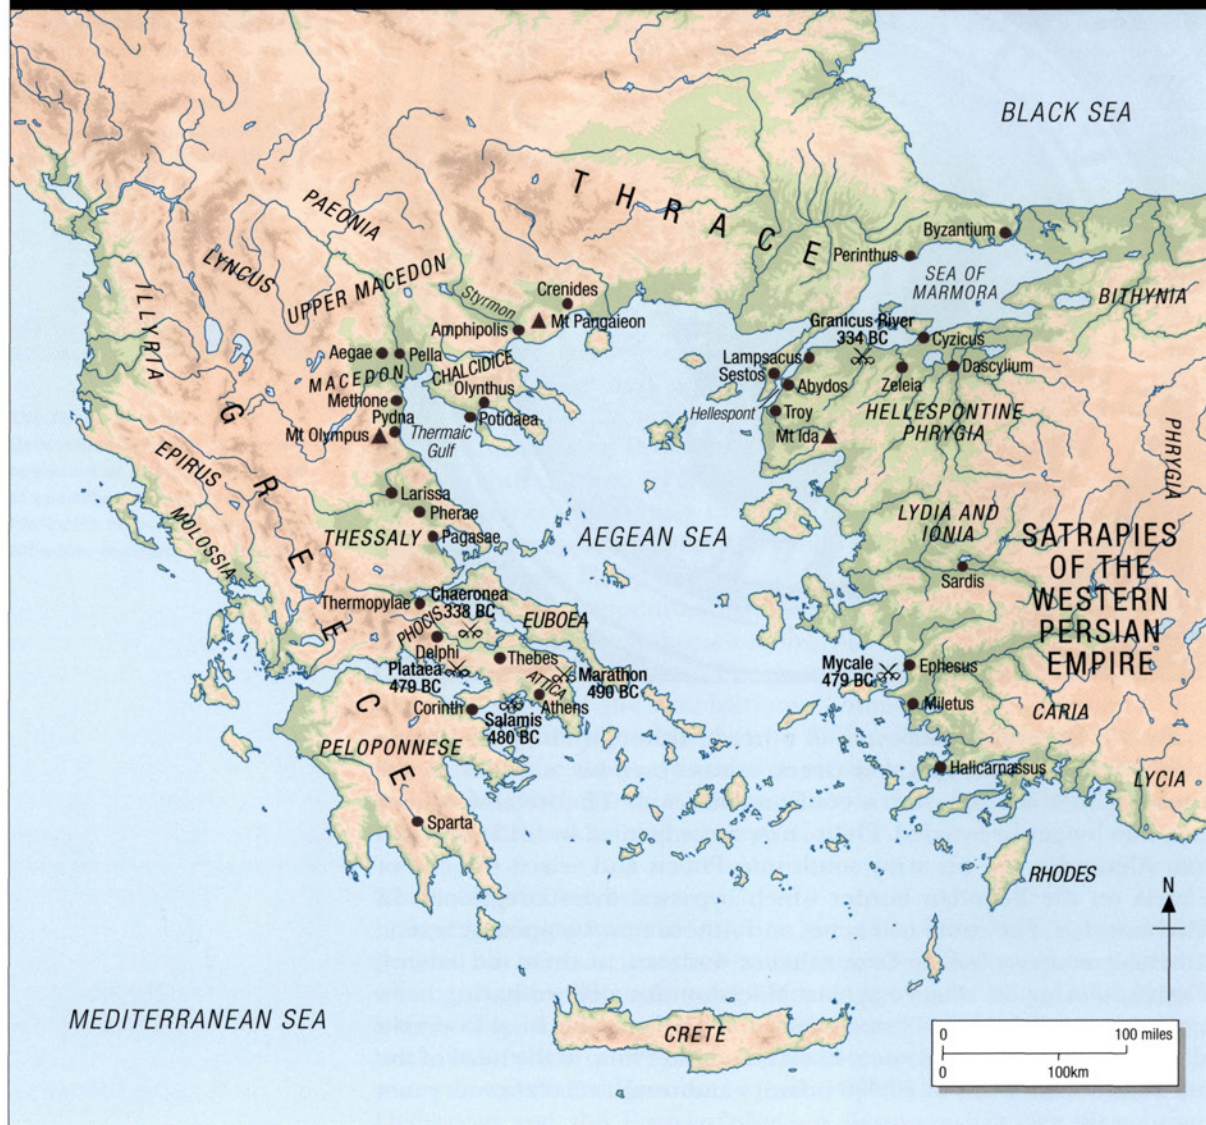 BLACK SEA
THRACE
PAEONIA
Byzantium
Perinthus
LYNCUS
UPPER MACEDON
SEA OF
MARMORA
Styrmon
Crenides
BITHYNIA
ILLYRIA
Mt Pangaieon
Granicus River
334 BC
Amphipolis
Cyzicus
Aegae
Pella
CHALCIDICE
Lampsacus
Sestos
Dascylium
MACEDON
Olynthus
Abydos
Zeleia
Methone
Hellespont
Troy
HELLESPONTINE
PHRYGIA
Pydna
Potidaea
Mt Olympus
Thermaic
Gulf
Mt Ida
PHRYGIA
GREECE
EPIRUS
Larissa
MOLOSSIA
Pherae
LYDIA AND
IONIA
THESSALY
Pagasae
AEGEAN SEA
SATRAPIES
OF THE
WESTERN
PERSIAN
EMPIRE
Sardis
Thermopylae
Chaeronea
338 BC
PHOCIS
EUBOEA
Delphi
Thebes
Plataea
479 BC
ATTICA
Marathon
490 BC
Mycale
479 BC
Ephesus
Corinth
Salamis
480 BC
Athens
Miletus
CARIA
PELOPONNESE
Halicarnassus
LYCIA
Sparta
RHODES
N
MEDITERRANEAN SEA
CRETE
0 100 miles
0 100km